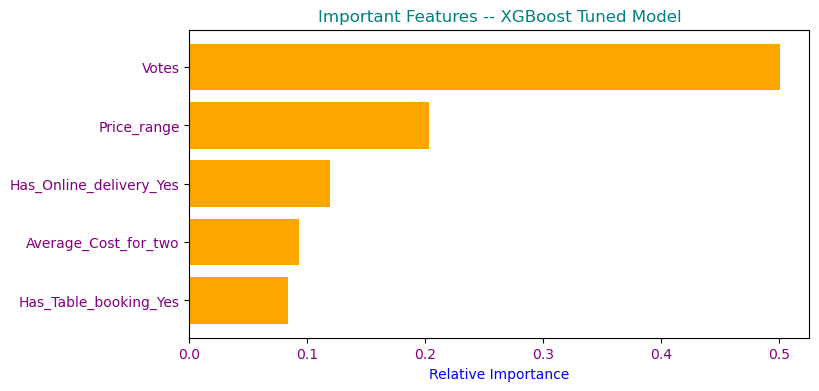 Important Features -- XGBoost Tuned Model
Votes
Price_range
Has_Online_delivery_Yes
Average_Cost_for_two
Has_Table_booking_Yes
0.0 0.1 0.2 0.3 0.4 0.5
Relative Importance